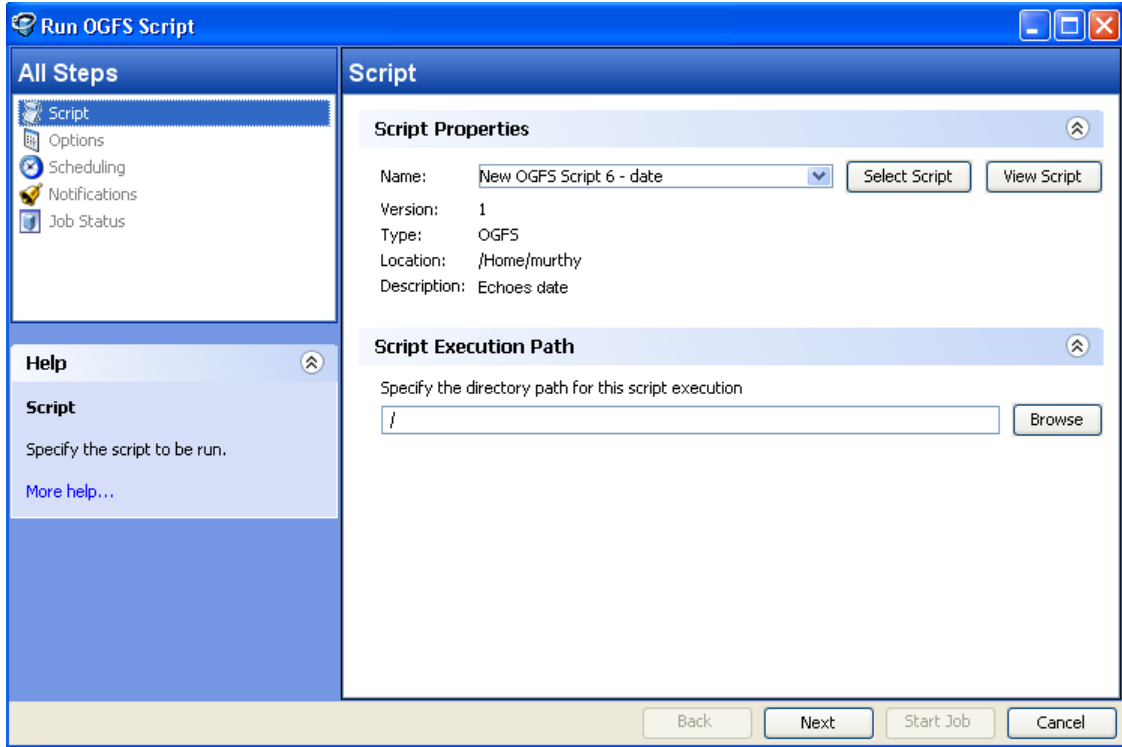 Run OGFS Script
All Steps
Script
Options
Scheduling
Notifications
Job Status
Help
Script
Specify the script to be run.
More help...
Script
Script Properties
Name: New OGFS Script 6 - date Select Script View Script
Version: 1
Type: OGFS
Location: /Home/murthy
Description: Echoes date
Script Execution Path
Specify the directory path for this script execution
/ Browse
Back Next Start Job Cancel